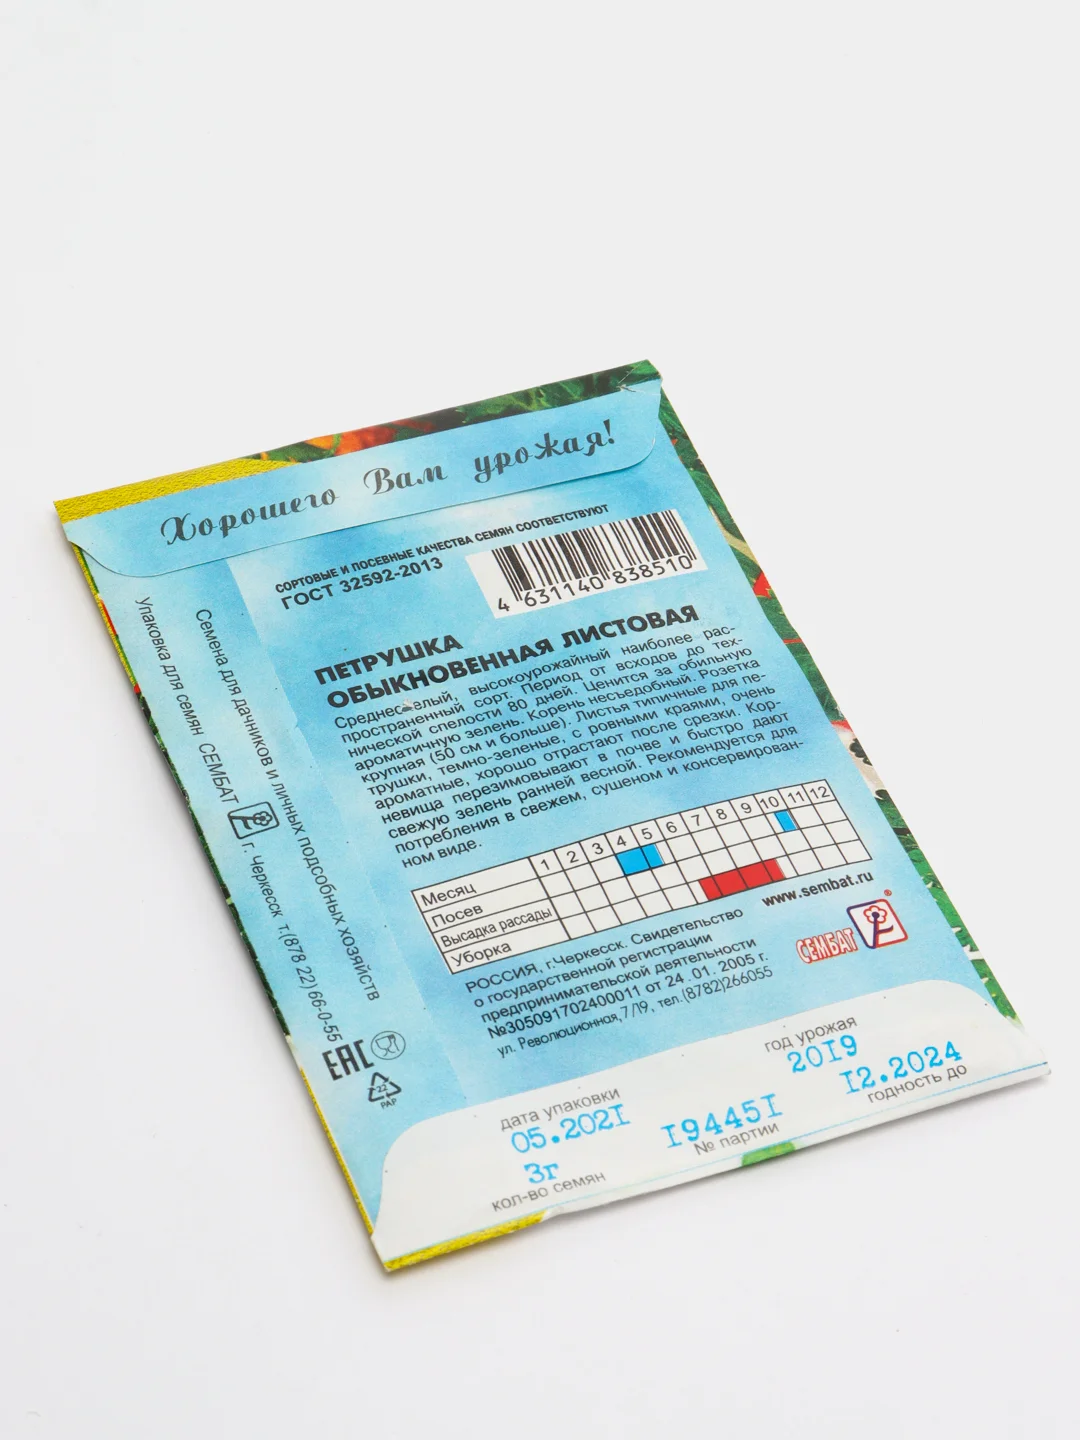 Хорошего Вам урожая!
СОРТОВЫЕ И ПОСЕВНЫЕ КАЧЕСТВА СЕМЯН СООТВЕТСТВУЮТ
ГОСТ 32592-2013
4 631140 838510
ПЕТРУШКА
ОБЫКНОВЕННАЯ ЛИСТОВАЯ
Среднеспелый, высокоурожайный наиболее рас-
пространенный сорт. Период от всходов до тех-
нической спелости 80 дней. Ценится за обильную
ароматичную зелень. Корень несъедобный. Розетка
крупная (50 см и больше). Листья типичные для пе-
трушки, темно-зеленые, с ровными краями, очень
ароматные, хорошо отрастают после срезки. Кор-
невища перезимовывают в почве и быстро дают
свежую зелень ранней весной. Рекомендуется для
потребления в свежем, сушеном и консервирован-
ном виде.
Месяц 1 2 3 4 5 6 7 8 9 10 11 12
Посев
Высадка рассады
Уборка
www.sembat.ru
СЕМБАТ ®
РОССИЯ, г.Черкесск. Свидетельство
о государственной регистрации
предпринимательской деятельности
№305091702400011 от 24 .01. 2005 г.
ул. Революционная,7/19, тел.(8782)266055
Семена для дачников и личных подсобных хозяйств
Упаковка для семян СЕМБАТ г. Черкесск т.(878 22) 66-0-55
EAC
22
PAP
дата упаковки
05.2021
3г
кол-во семян
194451
№ партии
год урожая
2019
12.2024
годность до